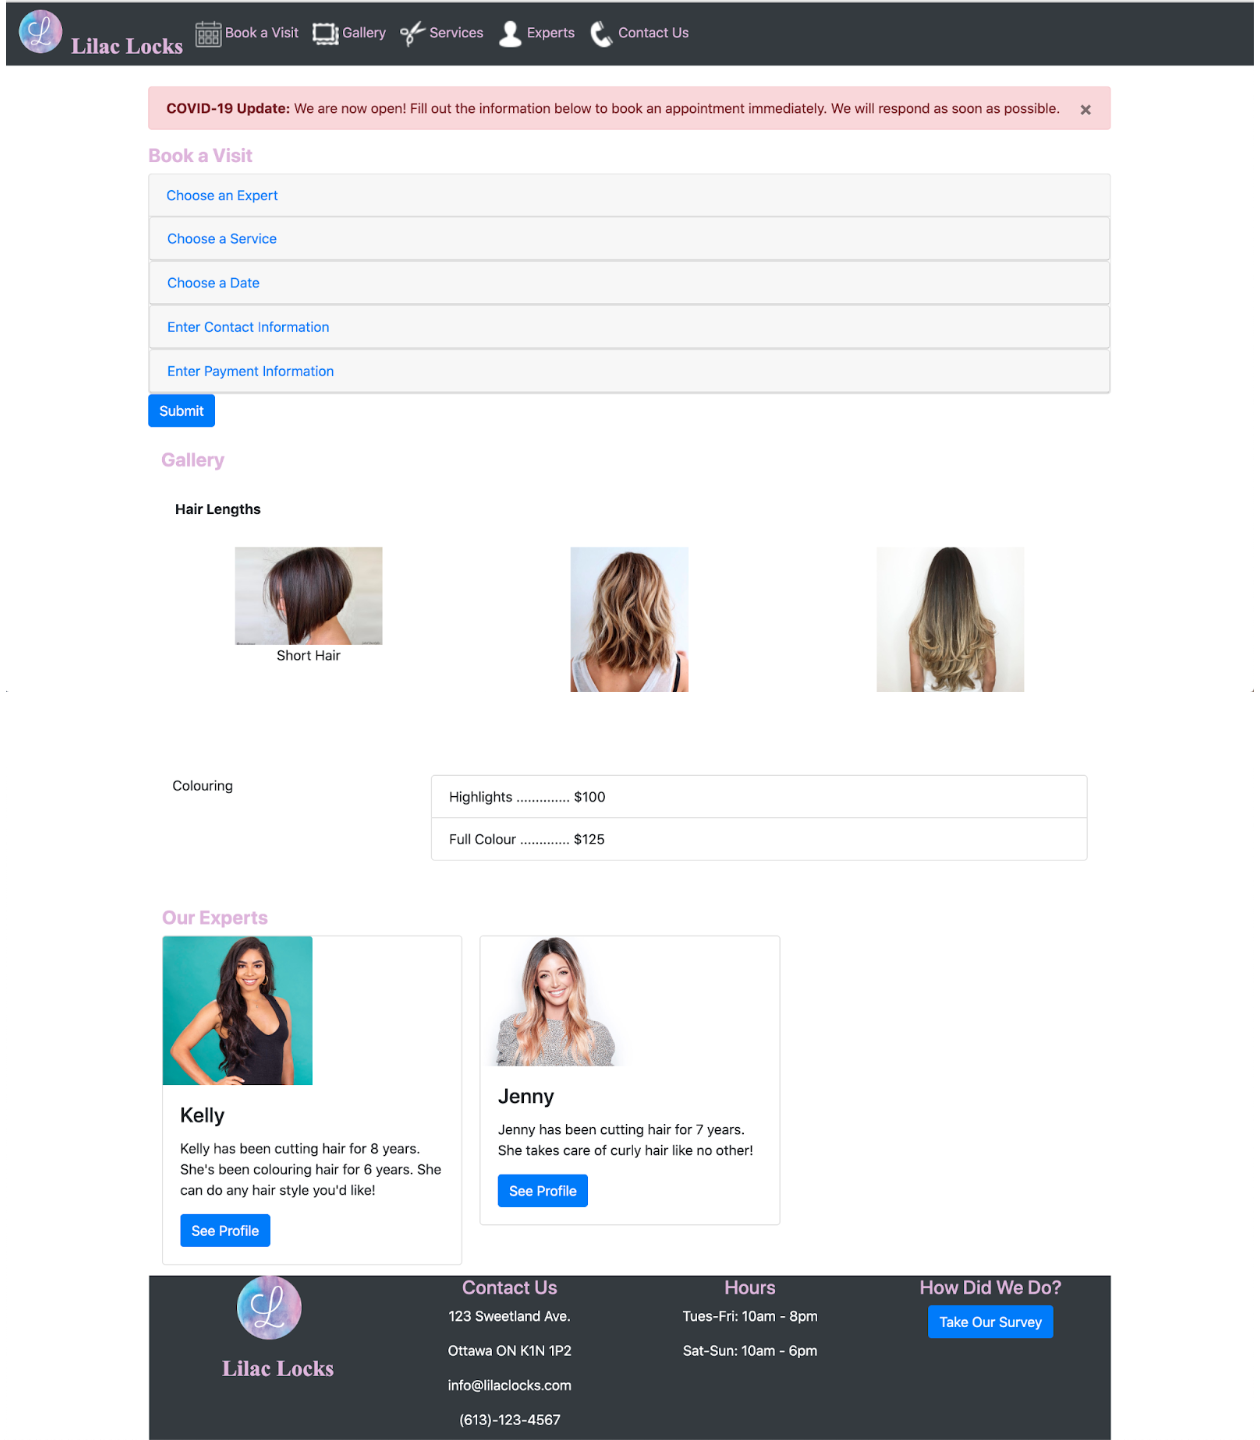 L
Lilac Locks
Book a Visit
Gallery
Services
Experts
Contact Us
COVID-19 Update: We are now open! Fill out the information below to book an appointment immediately. We will respond as soon as possible. ×
Book a Visit
Choose an Expert
Choose a Service
Choose a Date
Enter Contact Information
Enter Payment Information
Submit
Gallery
Hair Lengths
Short Hair
Colouring
Highlights .............. $100
Full Colour ............. $125
Our Experts
Kelly
Kelly has been cutting hair for 8 years.
She's been colouring hair for 6 years. She
can do any hair style you'd like!
See Profile
Jenny
Jenny has been cutting hair for 7 years.
She takes care of curly hair like no other!
See Profile
L
Lilac Locks
Contact Us
123 Sweetland Ave.
Ottawa ON K1N 1P2
info@lilaclocks.com
(613)-123-4567
Hours
Tues-Fri: 10am - 8pm
Sat-Sun: 10am - 6pm
How Did We Do?
Take Our Survey